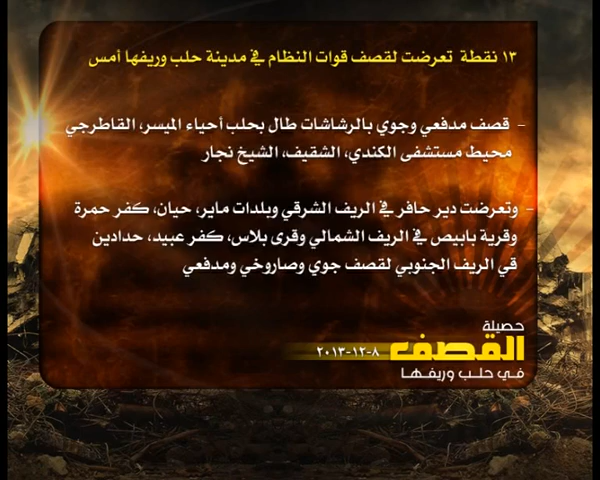 ١٣ نقطة تعرضت لقصف قوات النظام في مدينة حلب وريفها أمس
- قصف مدفعي وجوي بالرشاشات طال بحلب أحياء الميسر، القاطرجي
محيط مستشفى الكندي، الشقيف، الشيخ نجار
- وتعرضت دير حافر في الريف الشرقي وبلدات ماير، حيان، كفر حمرة
وقرية بابيص في الريف الشمالي وقرى بلاس، كفر عبيد، حدادين
قي الريف الجنوبي لقصف جوي وصاروخي ومدفعي
حصيلة
القصف ٨-١٢-٢٠١٣
في حلب وريفها